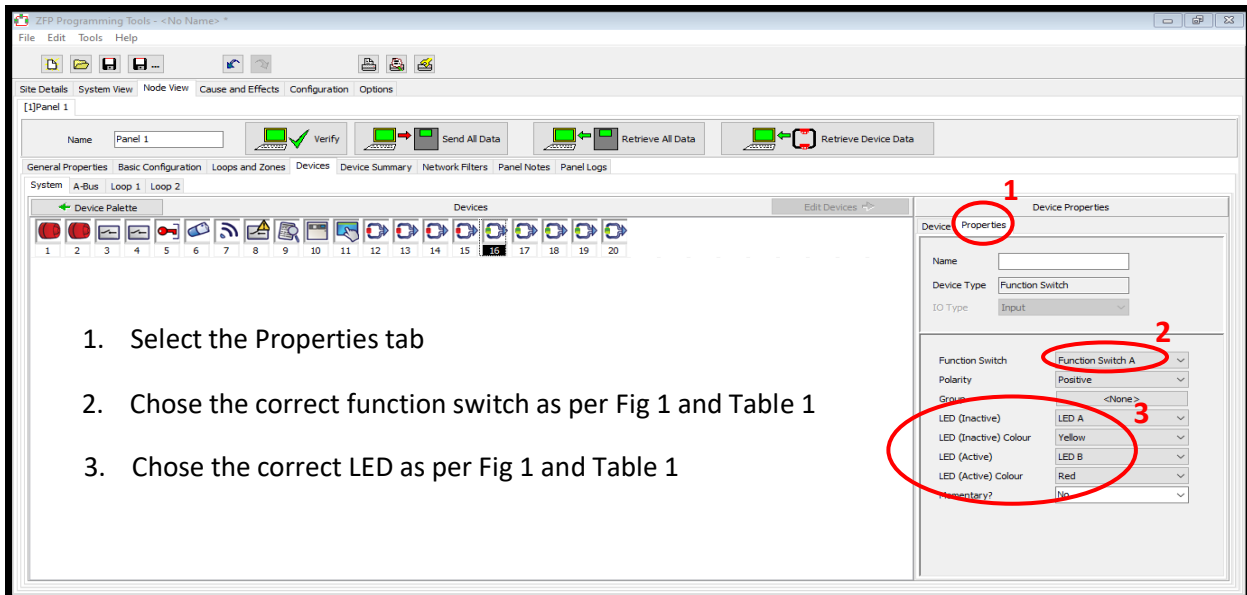 ZFP Programming Tools - <No Name> *
File Edit Tools Help
Site Details System View Node View Cause and Effects Configuration Options
[1]Panel 1
Name Panel 1 Verify Send All Data Retrieve All Data Retrieve Device Data
General Properties Basic Configuration Loops and Zones Devices Device Summary Network Filters Panel Notes Panel Logs
System A-Bus Loop 1 Loop 2
Device Palette Devices Edit Devices Device Properties
1
1 2 3 4 5 6 7 8 9 10 11 12 13 14 15 16 17 18 19 20
Device Properties
Name
Device Type Function Switch
IO Type Input
1. Select the Properties tab
2. Chose the correct function switch as per Fig 1 and Table 1
3. Chose the correct LED as per Fig 1 and Table 1
2
Function Switch Function Switch A
Polarity Positive
Group <None>
3
LED (Inactive) LED A
LED (Inactive) Colour Yellow
LED (Active) LED B
LED (Active) Colour Red
Momentary? No